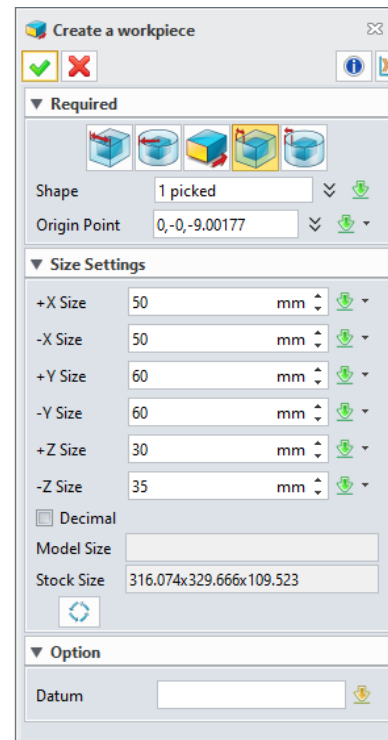 Create a workpiece
Required
Shape 1 picked
Origin Point 0,-0,-9.00177
Size Settings
+X Size 50 mm
-X Size 50 mm
+Y Size 60 mm
-Y Size 60 mm
+Z Size 30 mm
-Z Size 35 mm
Decimal
Model Size
Stock Size 316.074x329.666x109.523
Option
Datum